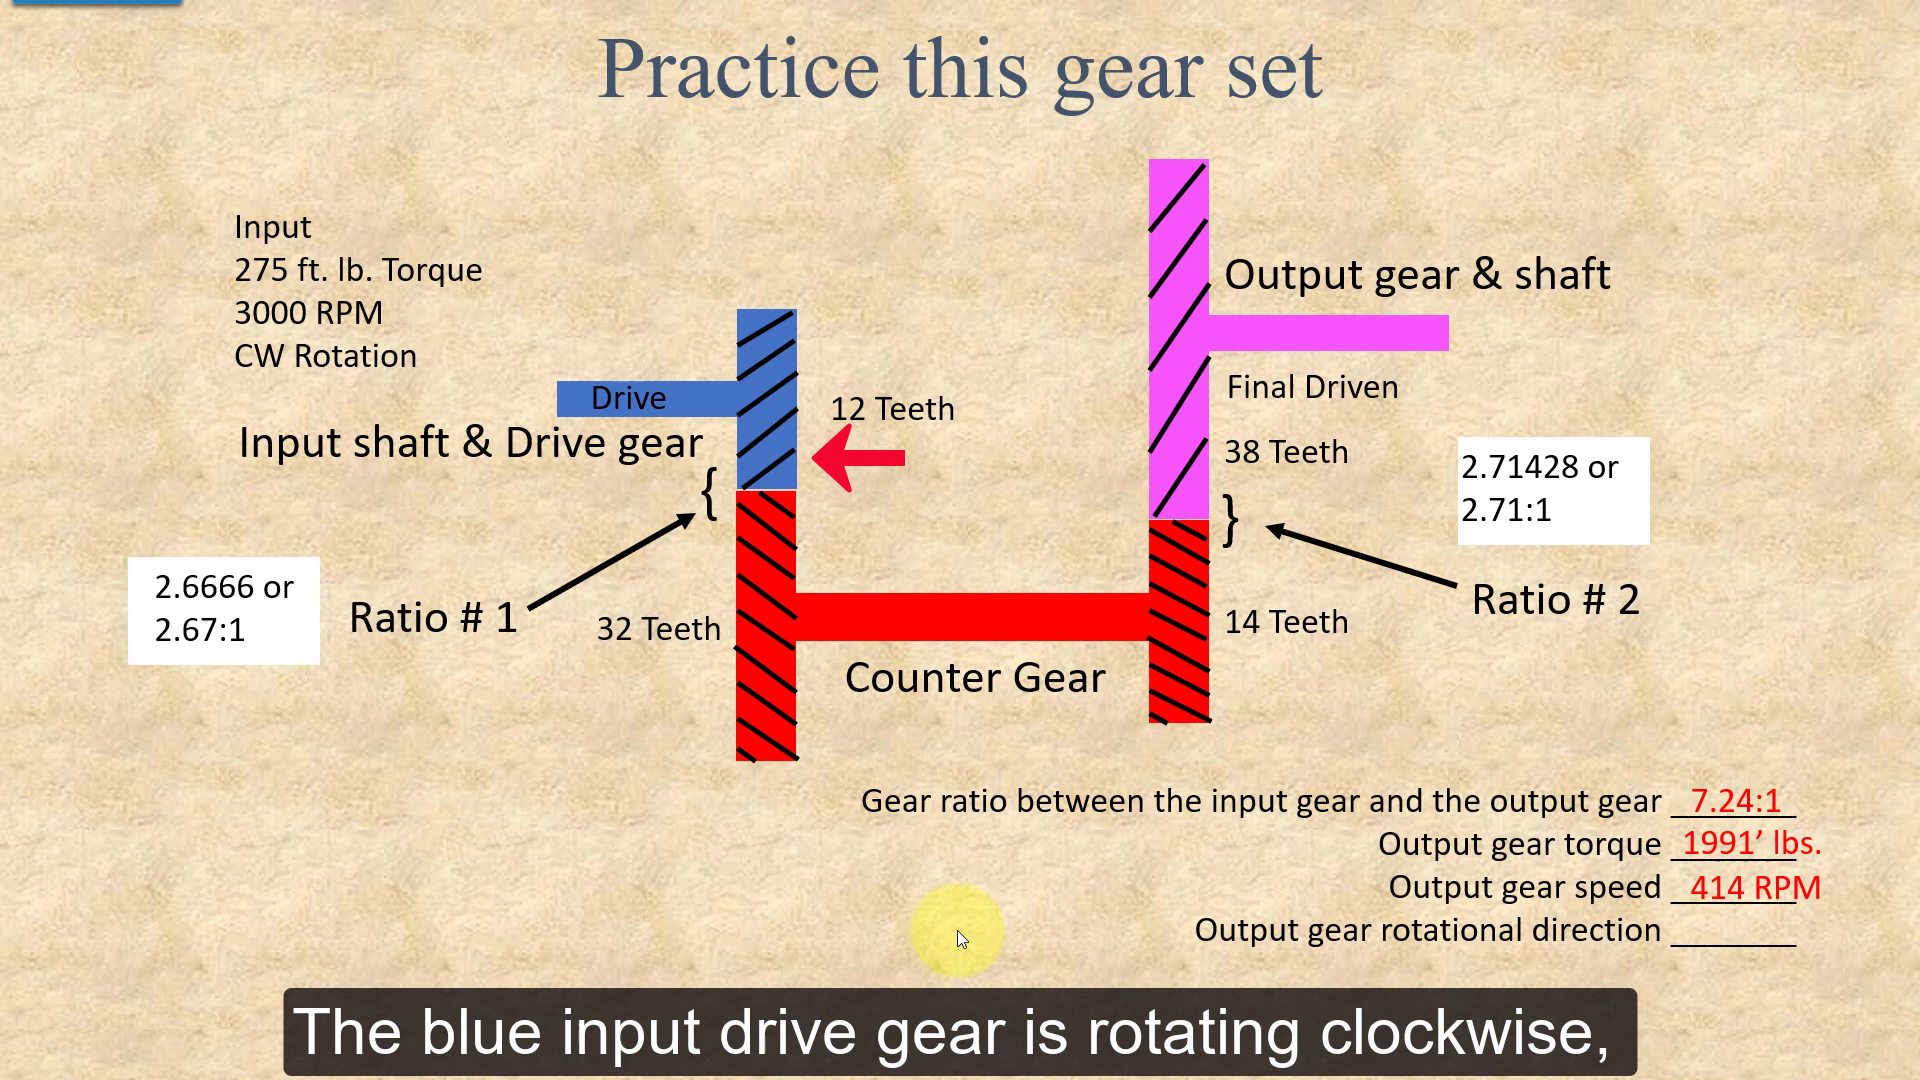 Practice this gear set
Input
275 ft. lb. Torque
3000 RPM
CW Rotation
Drive
Input shaft & Drive gear
12 Teeth
{
Output gear & shaft
Final Driven
38 Teeth
2.71428 or
2.71:1
}
2.6666 or
2.67:1
Ratio # 1
32 Teeth
14 Teeth
Ratio # 2
Counter Gear
Gear ratio between the input gear and the output gear 7.24:1
Output gear torque 1991’ lbs.
Output gear speed 414 RPM
Output gear rotational direction _______
The blue input drive gear is rotating clockwise,